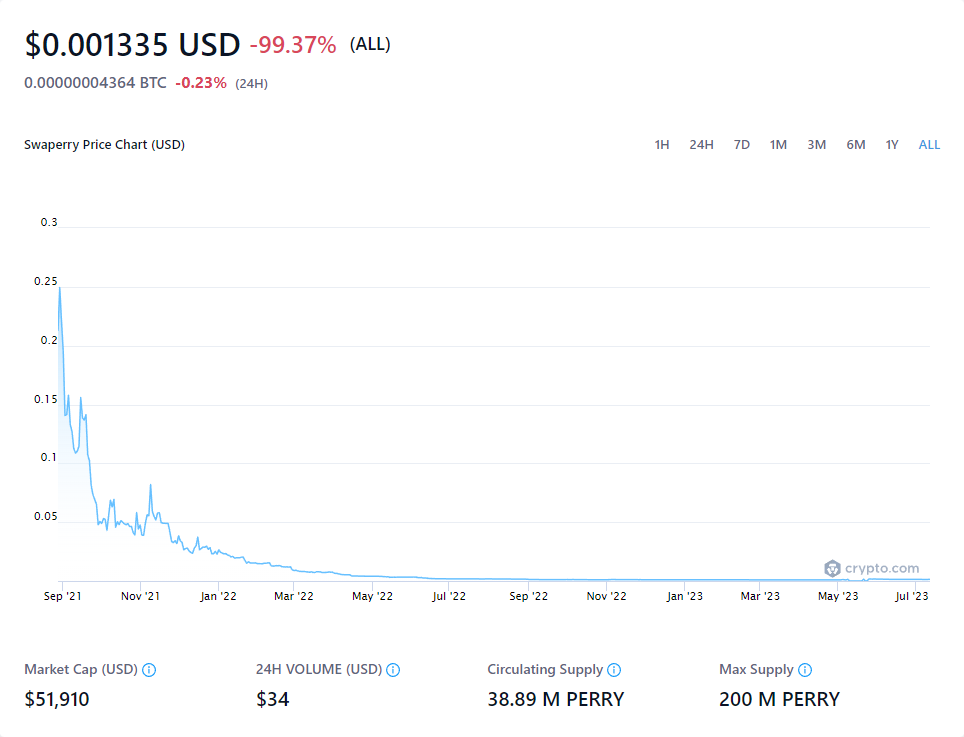 $0.001335 USD -99.37% (ALL)
0.00000004364 BTC -0.23% (24H)
Swaperry Price Chart (USD) 1H 24H 7D 1M 3M 6M 1Y ALL
0.3
0.25
0.2
0.15
0.1
0.05
crypto.com
Sep '21 Nov '21 Jan '22 Mar '22 May '22 Jul '22 Sep '22 Nov '22 Jan '23 Mar '23 May '23 Jul '23
Market Cap (USD) 24H VOLUME (USD) Circulating Supply Max Supply
$51,910 $34 38.89 M PERRY 200 M PERRY